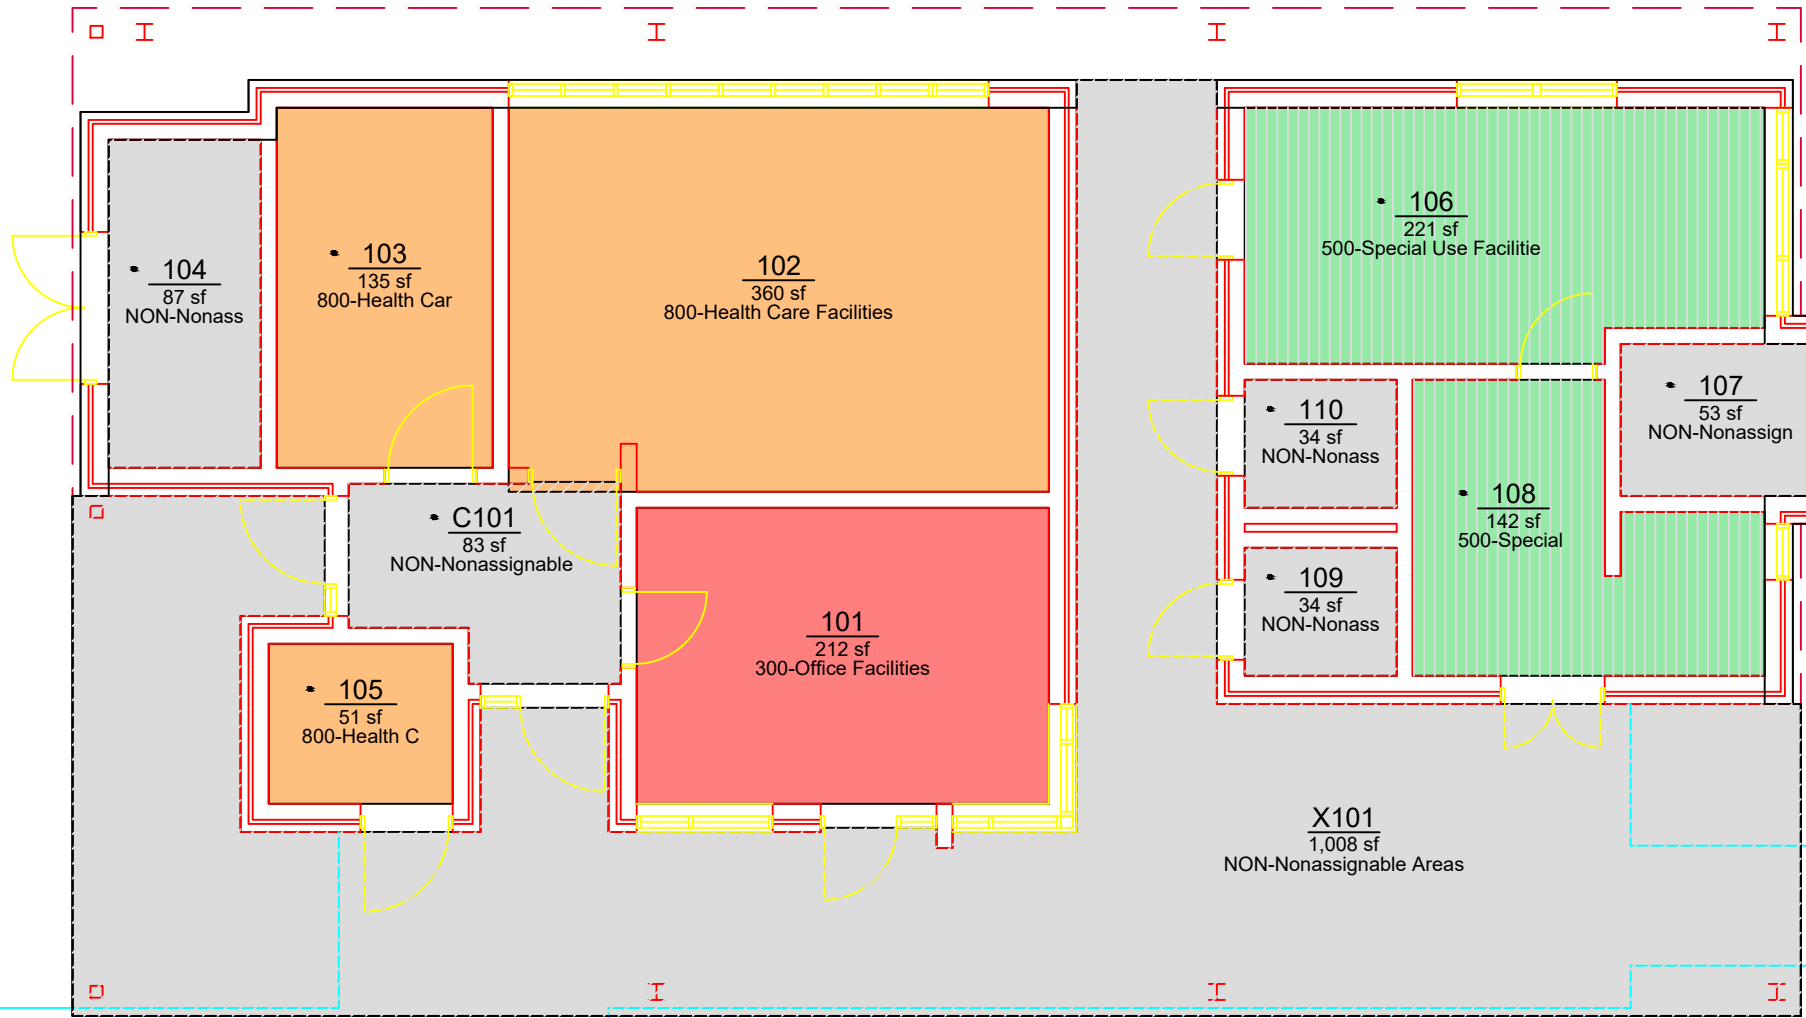 104
87 sf
NON-Nonass
103
135 sf
800-Health Car
102
360 sf
800-Health Care Facilities
106
221 sf
500-Special Use Facilitie
107
53 sf
NON-Nonassign
110
34 sf
NON-Nonass
108
142 sf
500-Special
C101
83 sf
NON-Nonassignable
109
34 sf
NON-Nonass
101
212 sf
300-Office Facilities
105
51 sf
800-Health C
X101
1,008 sf
NON-Nonassignable Areas